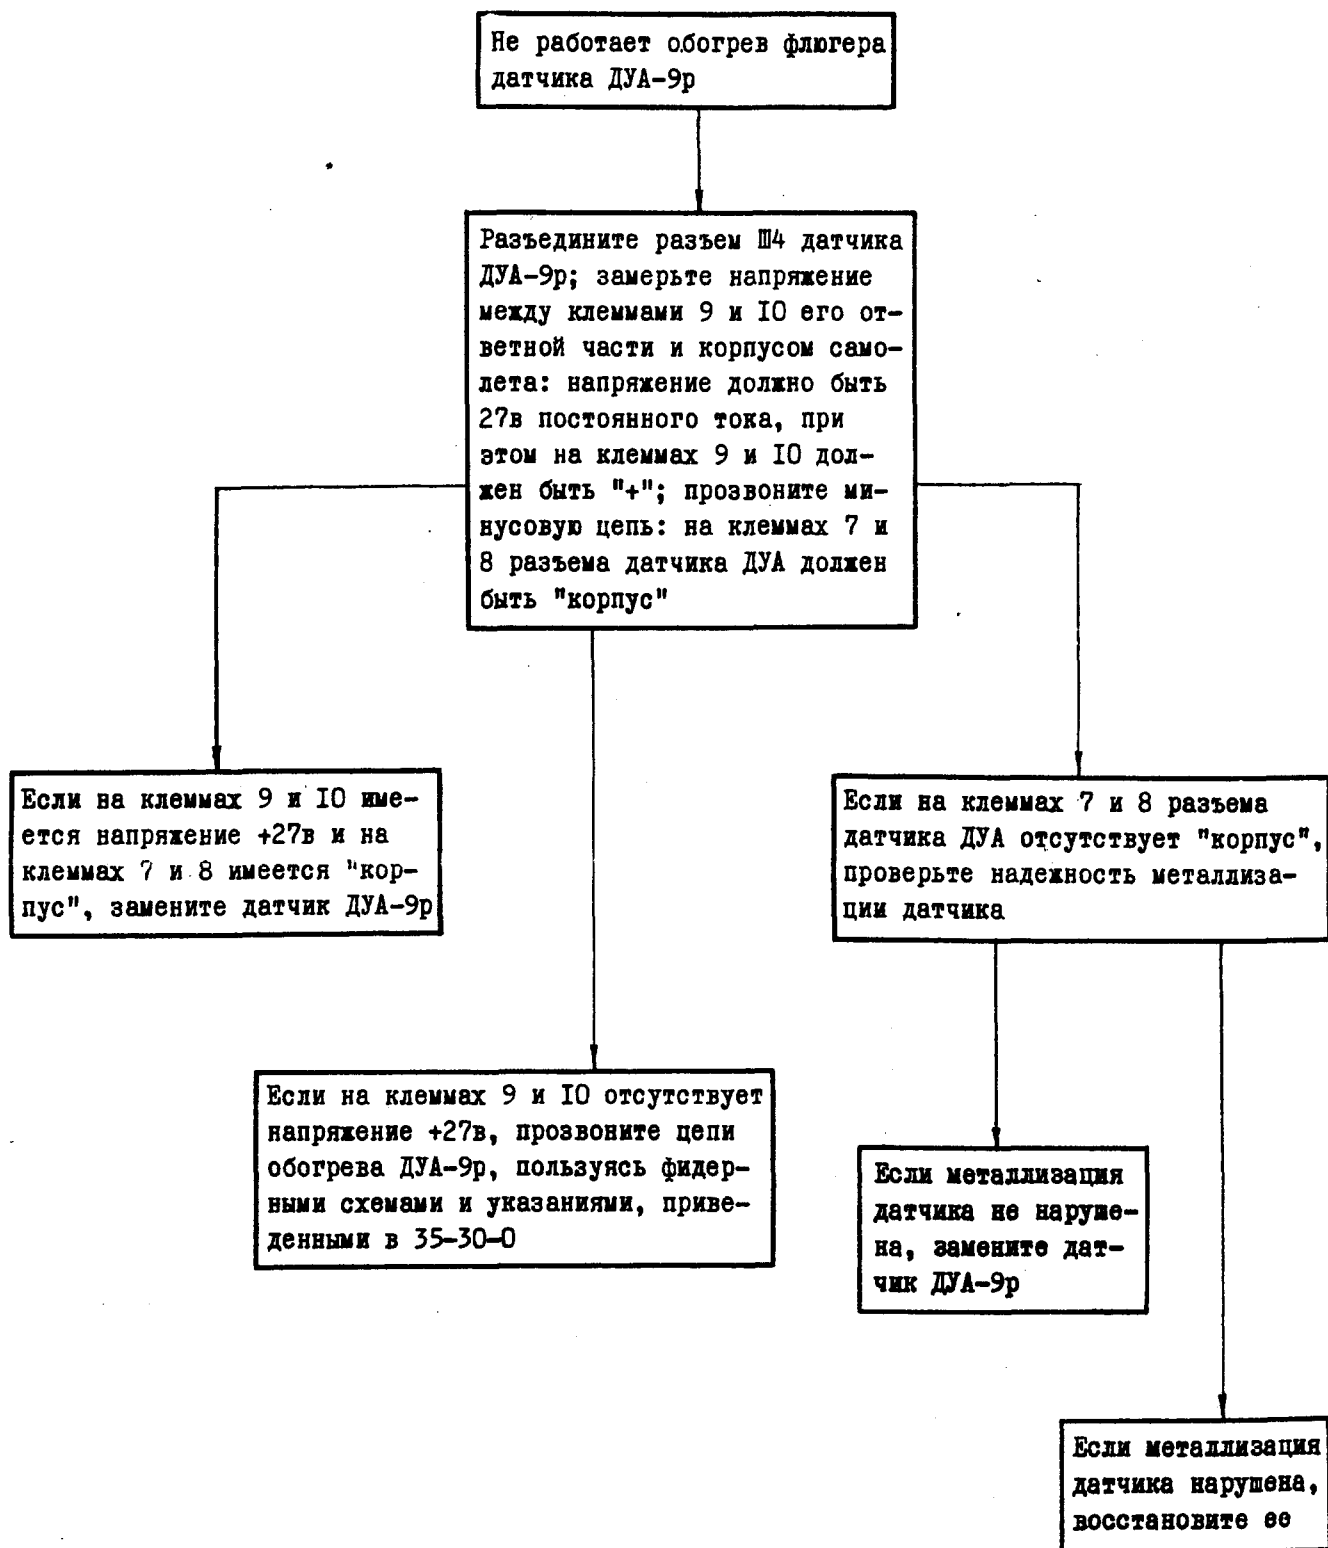 Не работает обогрев флюгера
датчика ДУА-9р
Разъедините разъем Ш4 датчика
ДУА-9р; замерьте напряжение
между клеммами 9 и I0 его от-
ветной части и корпусом само-
лета: напряжение должно быть
27в постоянного тока, при
этом на клеммах 9 и I0 дол-
жен быть "+"; прозвоните ми-
нусовую цепь: на клеммах 7 и
8 разъема датчика ДУА должен
быть "корпус"
Если на клеммах 9 и I0 име-
ется напряжение +27в и на
клеммах 7 и 8 имеется "кор-
пус", замените датчик ДУА-9р
Если на клеммах 7 и 8 разъема
датчика ДУА отсутствует "корпус",
проверьте надежность металлиза-
ции датчика
Если на клеммах 9 и I0 отсутствует
напряжение +27в, прозвоните цепи
обогрева ДУА-9р, пользуясь фидер-
ными схемами и указаниями, приве-
денными в 35-30-0
Если металлизация
датчика не наруше-
на, замените дат-
чик ДУА-9р
Если металлизация
датчика нарушена,
восстановите ее